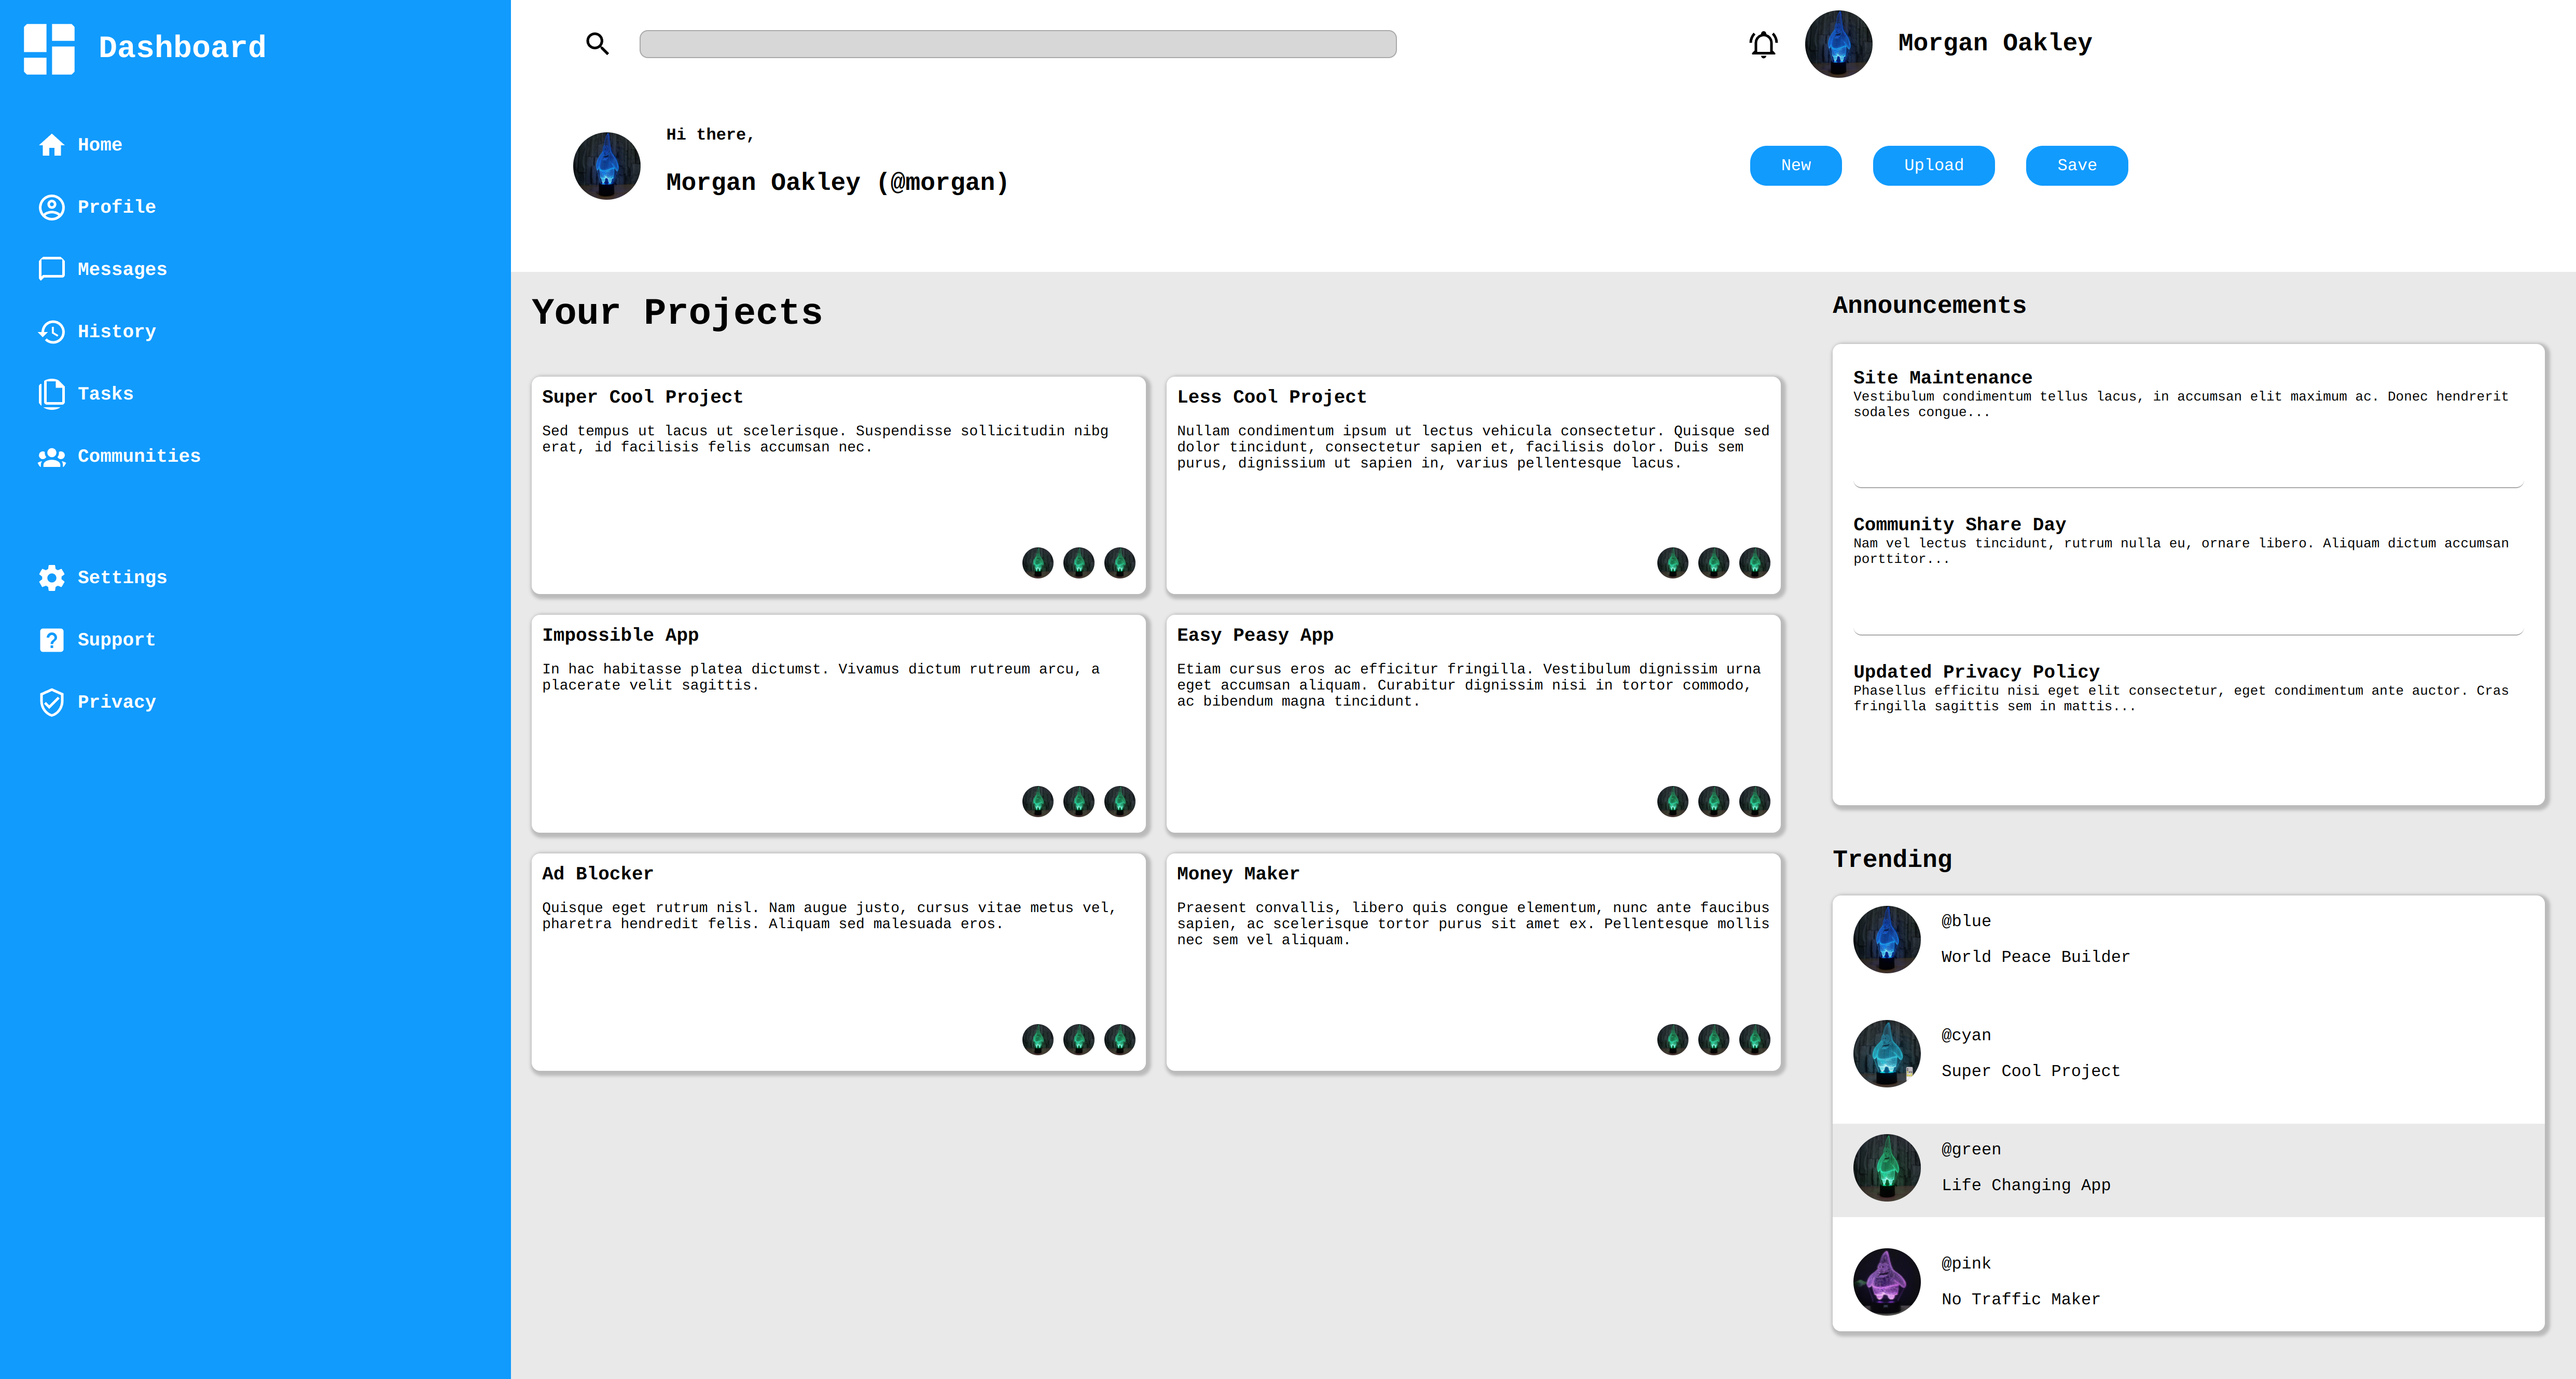 Dashboard
Home
Profile
Messages
History
Tasks
Communities
Settings
Support
Privacy
Morgan Oakley
Hi there,
Morgan Oakley (@morgan)
New
Upload
Save
Your Projects
Super Cool Project
Sed tempus ut lacus ut scelerisque. Suspendisse sollicitudin nibg
erat, id facilisis felis accumsan nec.
Less Cool Project
Nullam condimentum ipsum ut lectus vehicula consectetur. Quisque sed
dolor tincidunt, consectetur sapien et, facilisis dolor. Duis sem
purus, dignissium ut sapien in, varius pellentesque lacus.
Impossible App
In hac habitasse platea dictumst. Vivamus dictum rutreum arcu, a
placerate velit sagittis.
Easy Peasy App
Etiam cursus eros ac efficitur fringilla. Vestibulum dignissim urna
eget accumsan aliquam. Curabitur dignissim nisi in tortor commodo,
ac bibendum magna tincidunt.
Ad Blocker
Quisque eget rutrum nisl. Nam augue justo, cursus vitae metus vel,
pharetra hendredit felis. Aliquam sed malesuada eros.
Money Maker
Praesent convallis, libero quis congue elementum, nunc ante faucibus
sapien, ac scelerisque tortor purus sit amet ex. Pellentesque mollis
nec sem vel aliquam.
Announcements
Site Maintenance
Vestibulum condimentum tellus lacus, in accumsan elit maximum ac. Donec hendrerit
sodales congue...
Community Share Day
Nam vel lectus tincidunt, rutrum nulla eu, ornare libero. Aliquam dictum accumsan
porttitor...
Updated Privacy Policy
Phasellus efficitu nisi eget elit consectetur, eget condimentum ante auctor. Cras
fringilla sagittis sem in mattis...
Trending
@blue
World Peace Builder
@cyan
Super Cool Project
@green
Life Changing App
@pink
No Traffic Maker